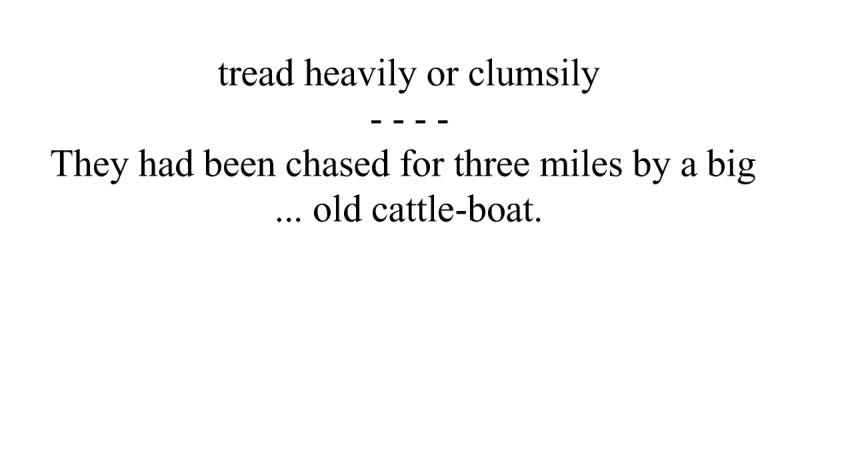 tread heavily or clumsily
- - - -
They had been chased for three miles by a big
... old cattle-boat.